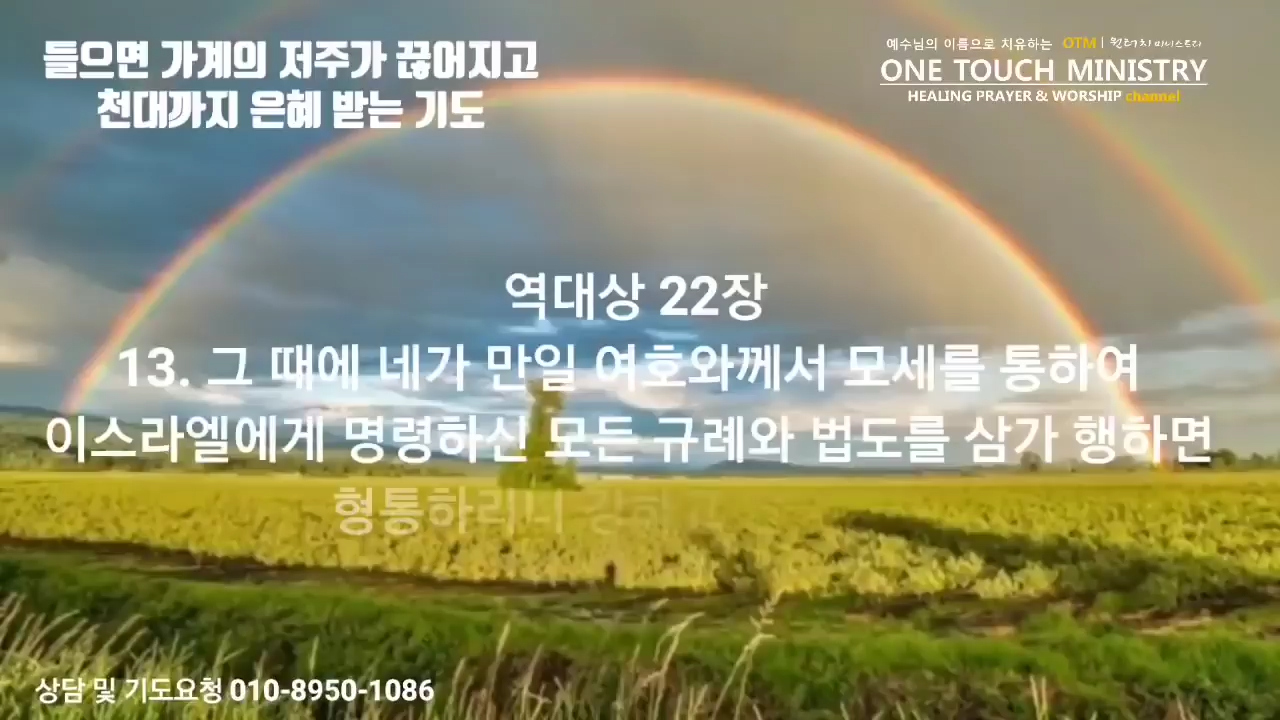 들으면 가계의 저주가 끊어지고
천대까지 은혜 받는 기도
예수님의 이름으로 치유하는 OTM | 원터치 미니스트리
ONE TOUCH MINISTRY
HEALING PRAYER & WORSHIP channel
역대상 22장
13. 그 때에 네가 만일 여호와께서 모세를 통하여
이스라엘에게 명령하신 모든 규례와 법도를 삼가 행하면
형통하리니 강하고
상담 및 기도요청 010-8950-1086